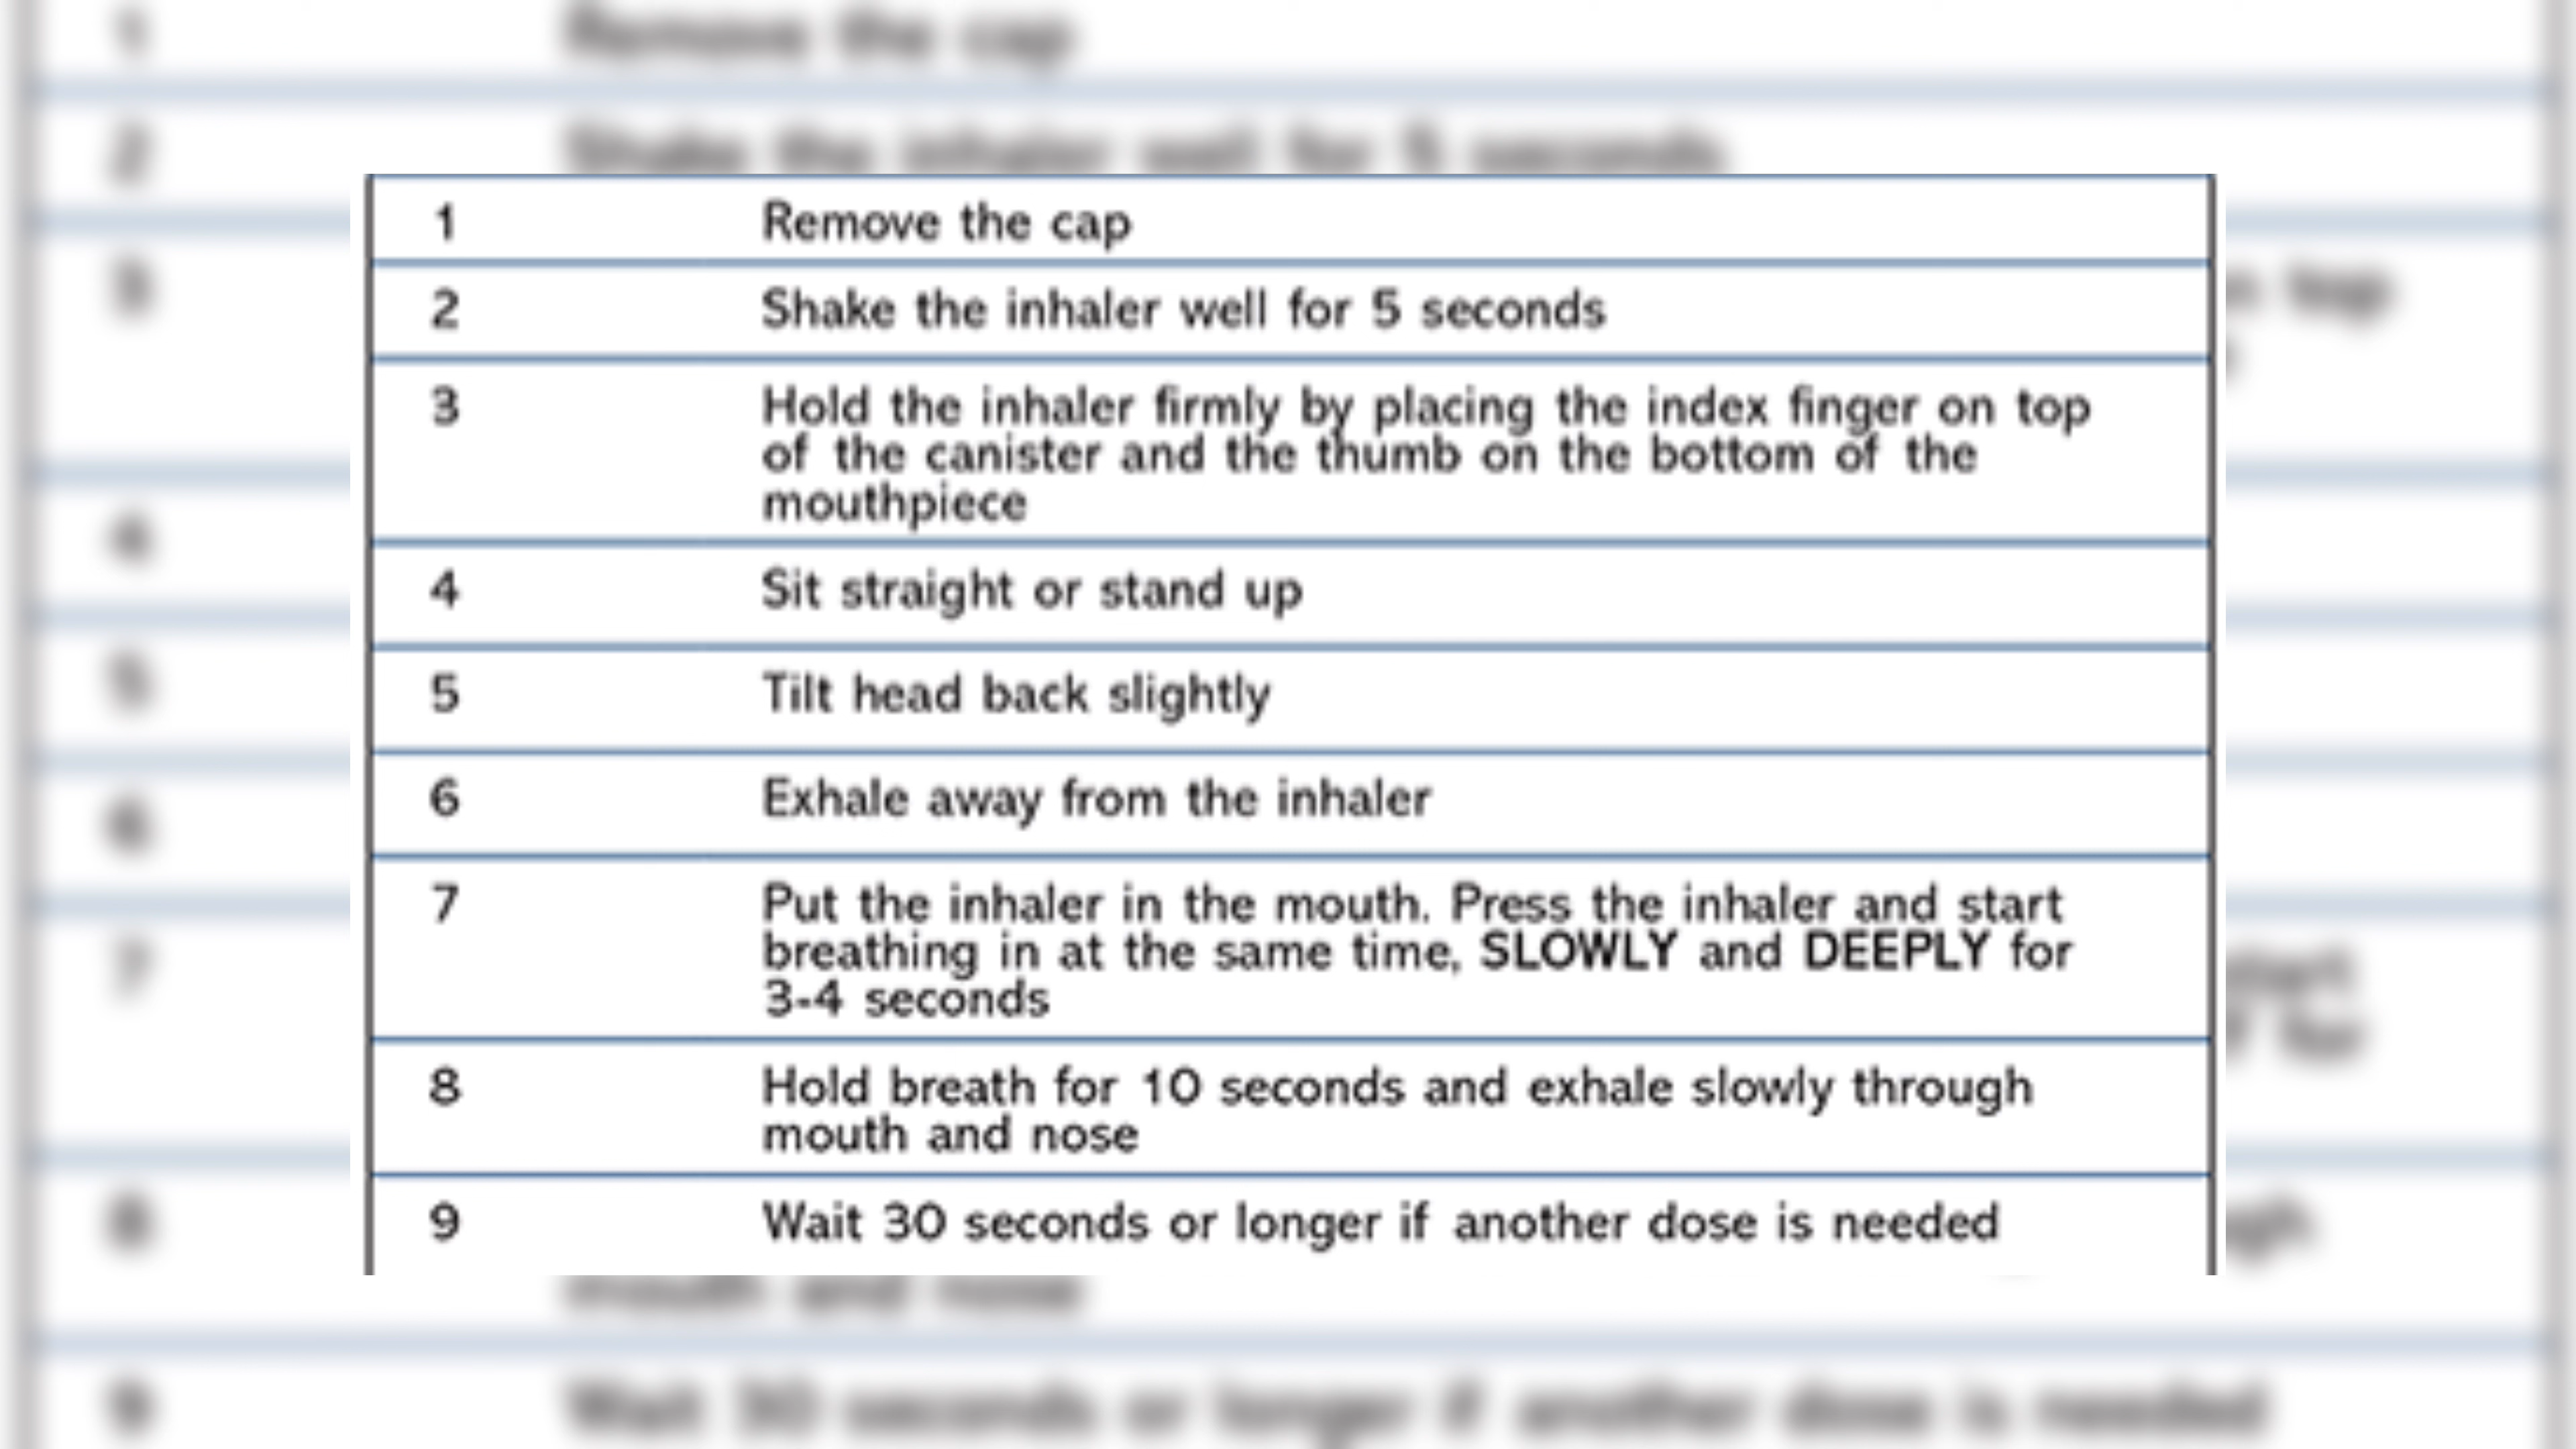 1 Remove the cap
2 Shake the inhaler well for 5 seconds
3 Hold the inhaler firmly by placing the index finger on top
of the canister and the thumb on the bottom of the
mouthpiece
4 Sit straight or stand up
5 Tilt head back slightly
6 Exhale away from the inhaler
7 Put the inhaler in the mouth. Press the inhaler and start
breathing in at the same time, SLOWLY and DEEPLY for
3-4 seconds
8 Hold breath for 10 seconds and exhale slowly through
mouth and nose
9 Wait 30 seconds or longer if another dose is needed